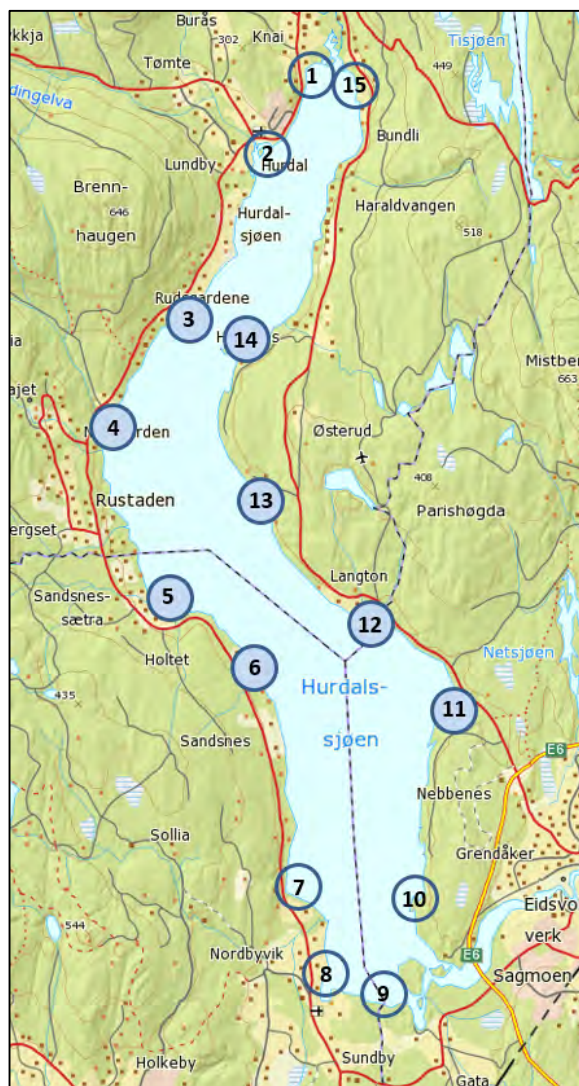 ykkja
Burås
302
Knai
Tisjøen
Tømte
449
dingelva
1
15
Bundli
2
Hurdal
Lundby
Brenn-
haugen
646
Hurdal-
sjøen
Haraldvangen
518
Rudsgardene
3
14
Mistber
663
ajet
4
Østerud
408
Rustaden
13
Parishøgda
ergset
Langton
Sandsnes-
sætra
5
12
Holtet
6
Netsjøen
435
Hurdals-
sjøen
11
Sandsnes
E6
Nebbenes
Sollia
Grendåker
7
10
Eidsvo
verk
544
Nordbyvik
E6
8
9
Sagmoen
Sundby
Holkeby
Gata